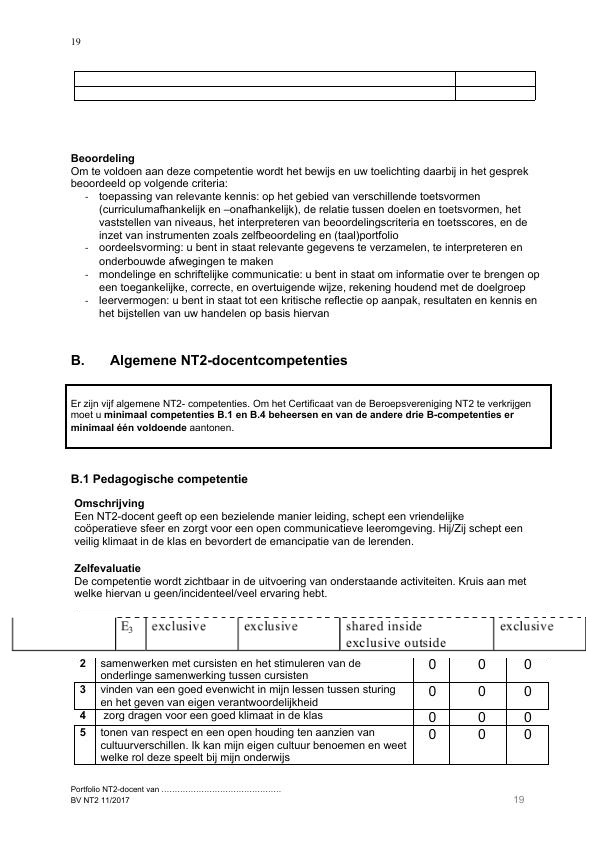 19
Beoordeling
Om te voldoen aan deze competentie wordt het bewijs en uw toelichting daarbij in het gesprek
beoordeeld op volgende criteria:
- toepassing van relevante kennis: op het gebied van verschillende toetsvormen
(curriculumafhankelijk en –onafhankelijk), de relatie tussen doelen en toetsvormen, het
vaststellen van niveaus, het interpreteren van beoordelingscriteria en toetsscores, en de
inzet van instrumenten zoals zelfbeoordeling en (taal)portfolio
- oordeelsvorming: u bent in staat relevante gegevens te verzamelen, te interpreteren en
onderbouwde afwegingen te maken
- mondelinge en schriftelijke communicatie: u bent in staat om informatie over te brengen op
een toegankelijke, correcte, en overtuigende wijze, rekening houdend met de doelgroep
- leervermogen: u bent in staat tot een kritische reflectie op aanpak, resultaten en kennis en
het bijstellen van uw handelen op basis hiervan
B. Algemene NT2-docentcompetenties
Er zijn vijf algemene NT2- competenties. Om het Certificaat van de Beroepsvereniging NT2 te verkrijgen
moet u minimaal competenties B.1 en B.4 beheersen en van de andere drie B-competenties er
minimaal één voldoende aantonen.
B.1 Pedagogische competentie
Omschrijving
Een NT2-docent geeft op een bezielende manier leiding, schept een vriendelijke
coöperatieve sfeer en zorgt voor een open communicatieve leeromgeving. Hij/Zij schept een
veilig klimaat in de klas en bevordert de emancipatie van de lerenden.
Zelfevaluatie
De competentie wordt zichtbaar in de uitvoering van onderstaande activiteiten. Kruis aan met
welke hiervan u geen/incidenteel/veel ervaring hebt.
E3 exclusive exclusive shared inside exclusive
exclusive outside
2 samenwerken met cursisten en het stimuleren van de 0 0 0
onderlinge samenwerking tussen cursisten
3 vinden van een goed evenwicht in mijn lessen tussen sturing 0 0 0
en het geven van eigen verantwoordelijkheid
4 zorg dragen voor een goed klimaat in de klas 0 0 0
5 tonen van respect en een open houding ten aanzien van 0 0 0
cultuurverschillen. Ik kan mijn eigen cultuur benoemen en weet
welke rol deze speelt bij mijn onderwijs
Portfolio NT2-docent van ……………………………………
BV NT2 11/2017 19